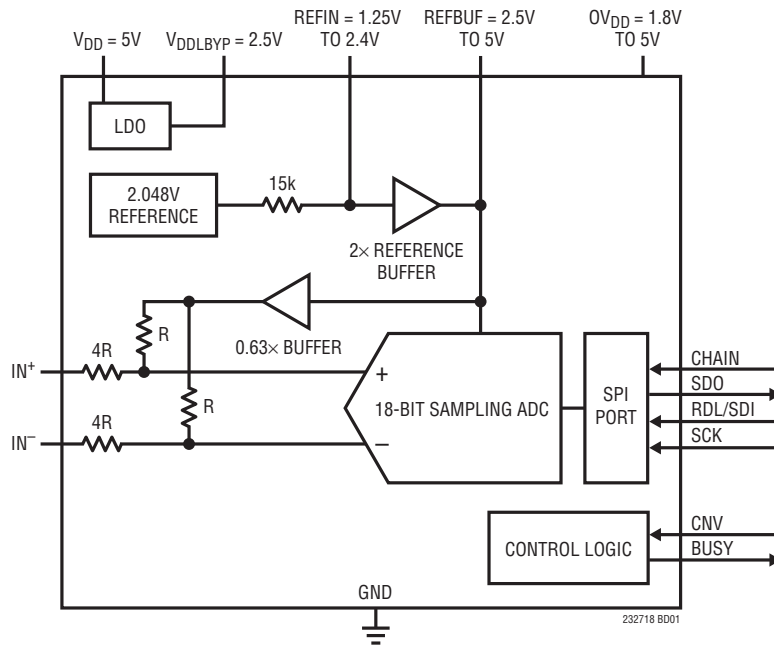 REFIN = 1.25V
TO 2.4V
REFBUF = 2.5V
TO 5V
OVDD = 1.8V
TO 5V
VDD = 5V
VDDLBYP = 2.5V
LDO
2.048V
REFERENCE
15k
2× REFERENCE
BUFFER
R
0.63× BUFFER
4R
IN+
+
R
18-BIT SAMPLING ADC
4R
IN–
–
SPI
PORT
CHAIN
SDO
RDL/SDI
SCK
CONTROL LOGIC
CNV
BUSY
GND
232718 BD01